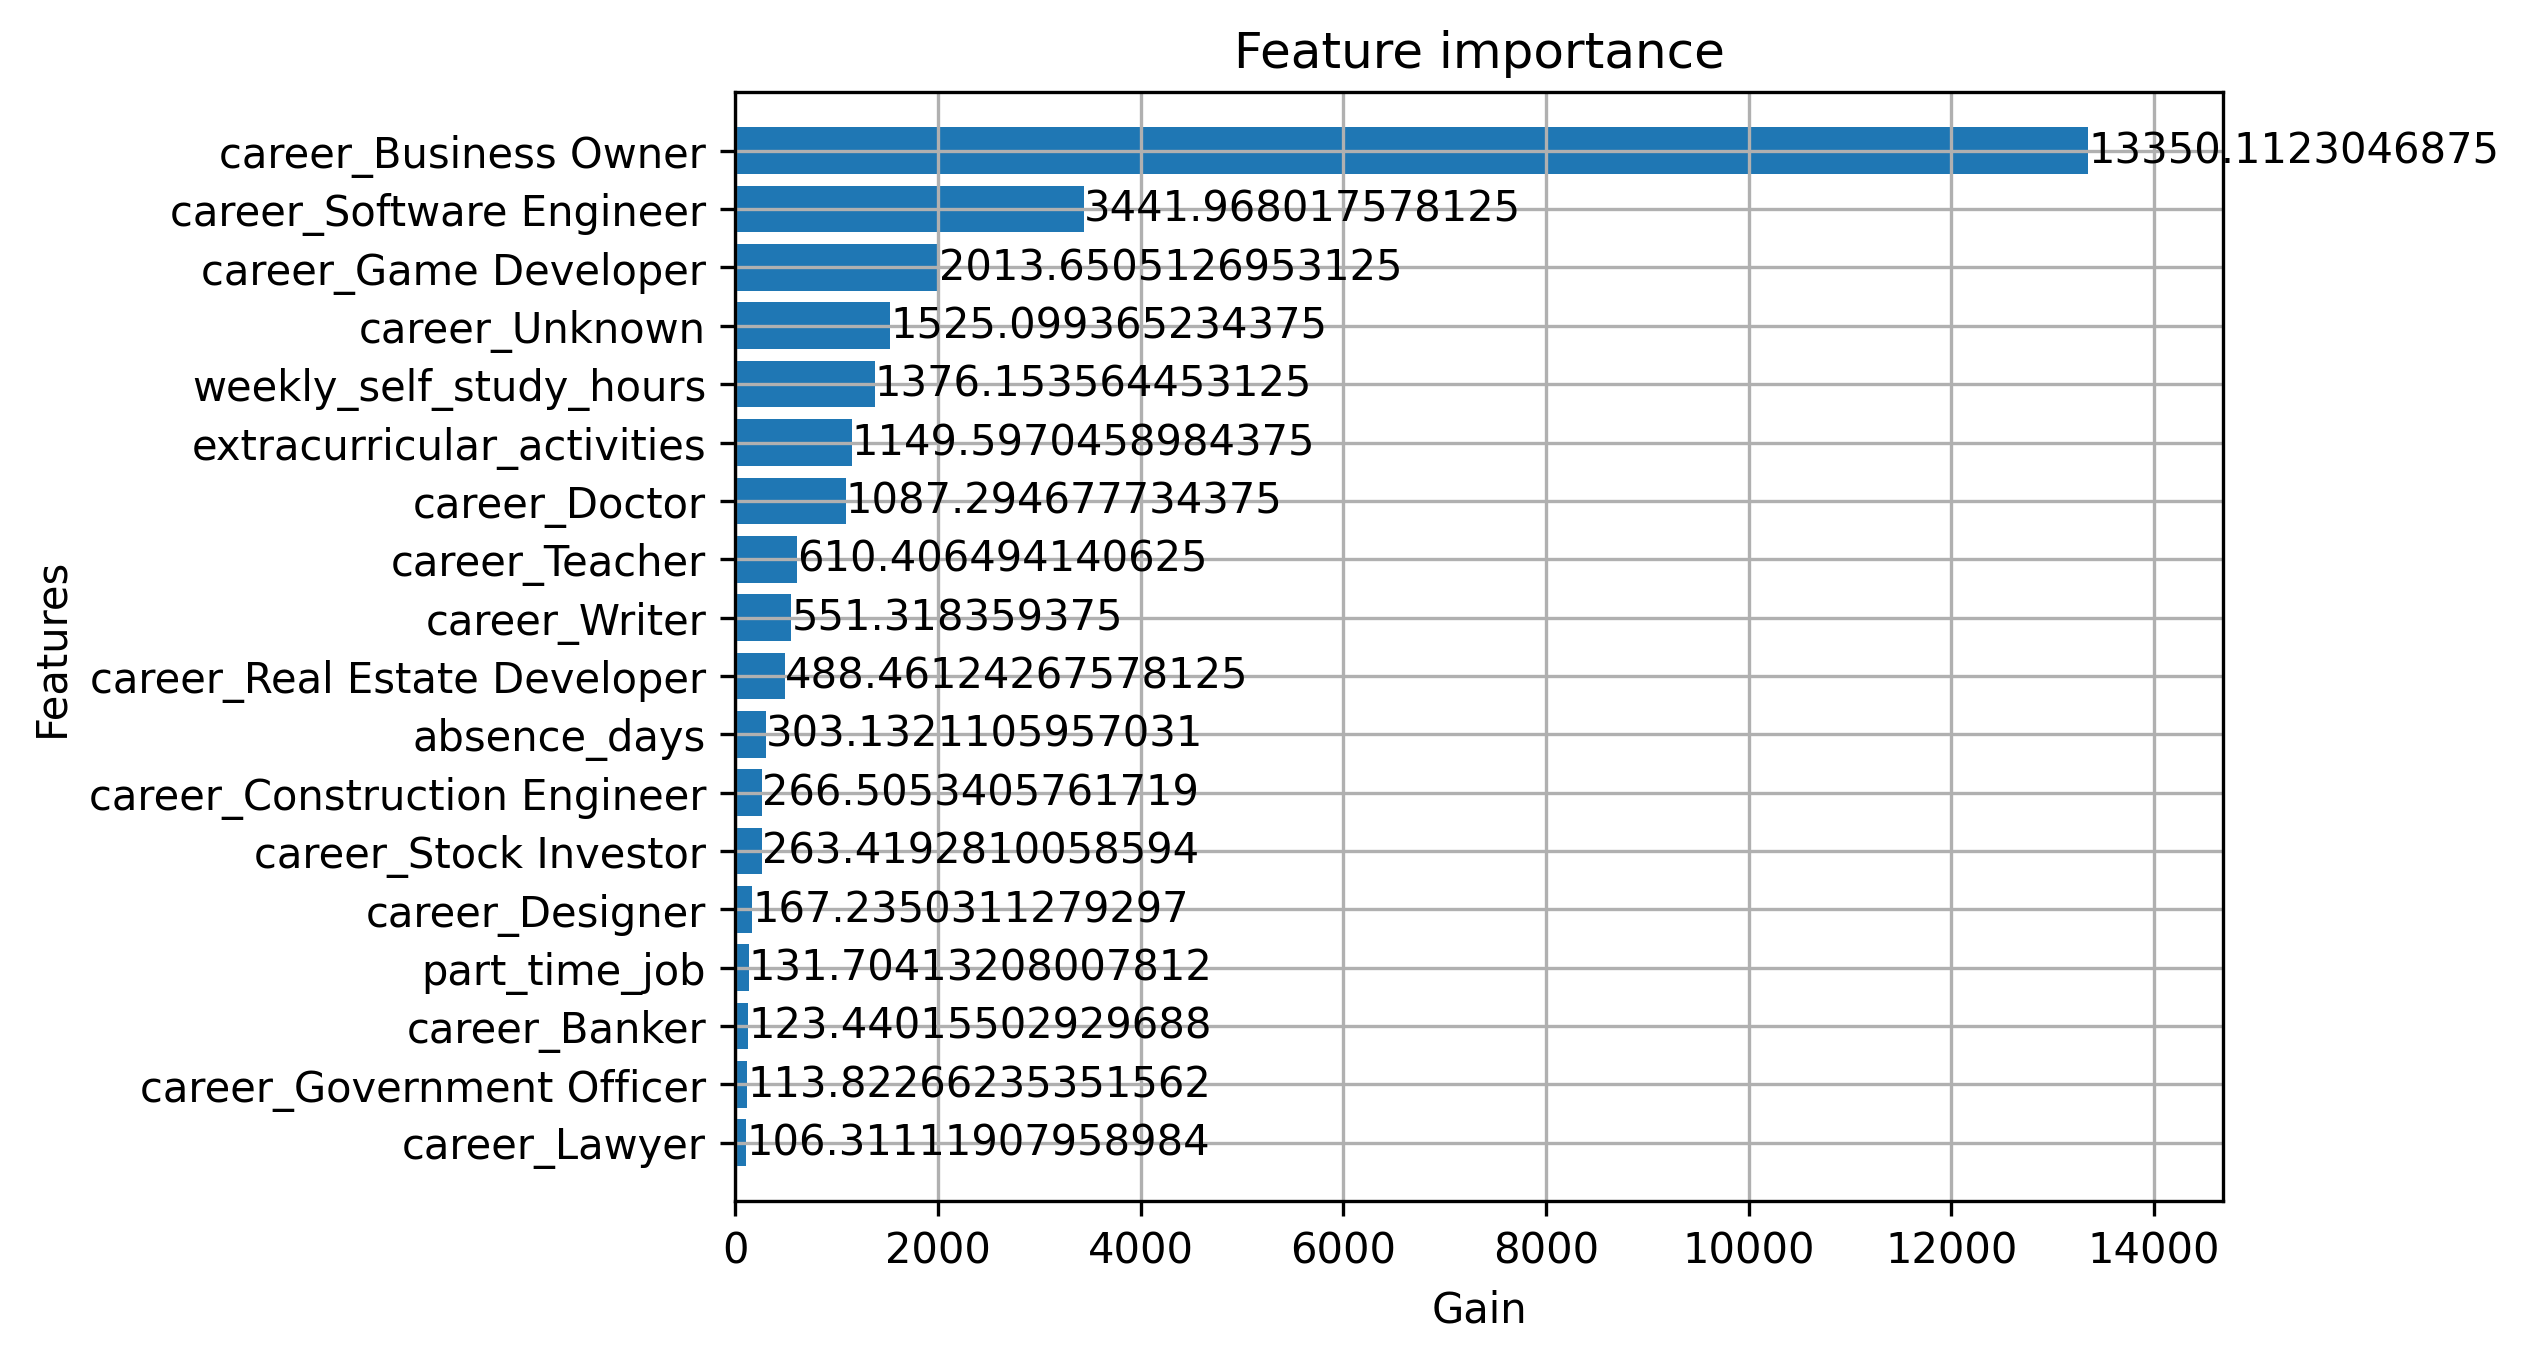 Feature importance
career_Business Owner 13350.1123046875
career_Software Engineer 3441.968017578125
career_Game Developer 2013.6505126953125
career_Unknown 1525.099365234375
weekly_self_study_hours 1376.153564453125
extracurricular_activities 1149.5970458984375
career_Doctor 1087.294677734375
career_Teacher 610.406494140625
career_Writer 551.318359375
career_Real Estate Developer 488.46124267578125
absence_days 303.1321105957031
career_Construction Engineer 266.5053405761719
career_Stock Investor 263.4192810058594
career_Designer 167.2350311279297
part_time_job 131.70413208007812
career_Banker 123.44015502929688
career_Government Officer 113.82266235351562
career_Lawyer 106.31111907958984
Features
0 2000 4000 6000 8000 10000 12000 14000
Gain